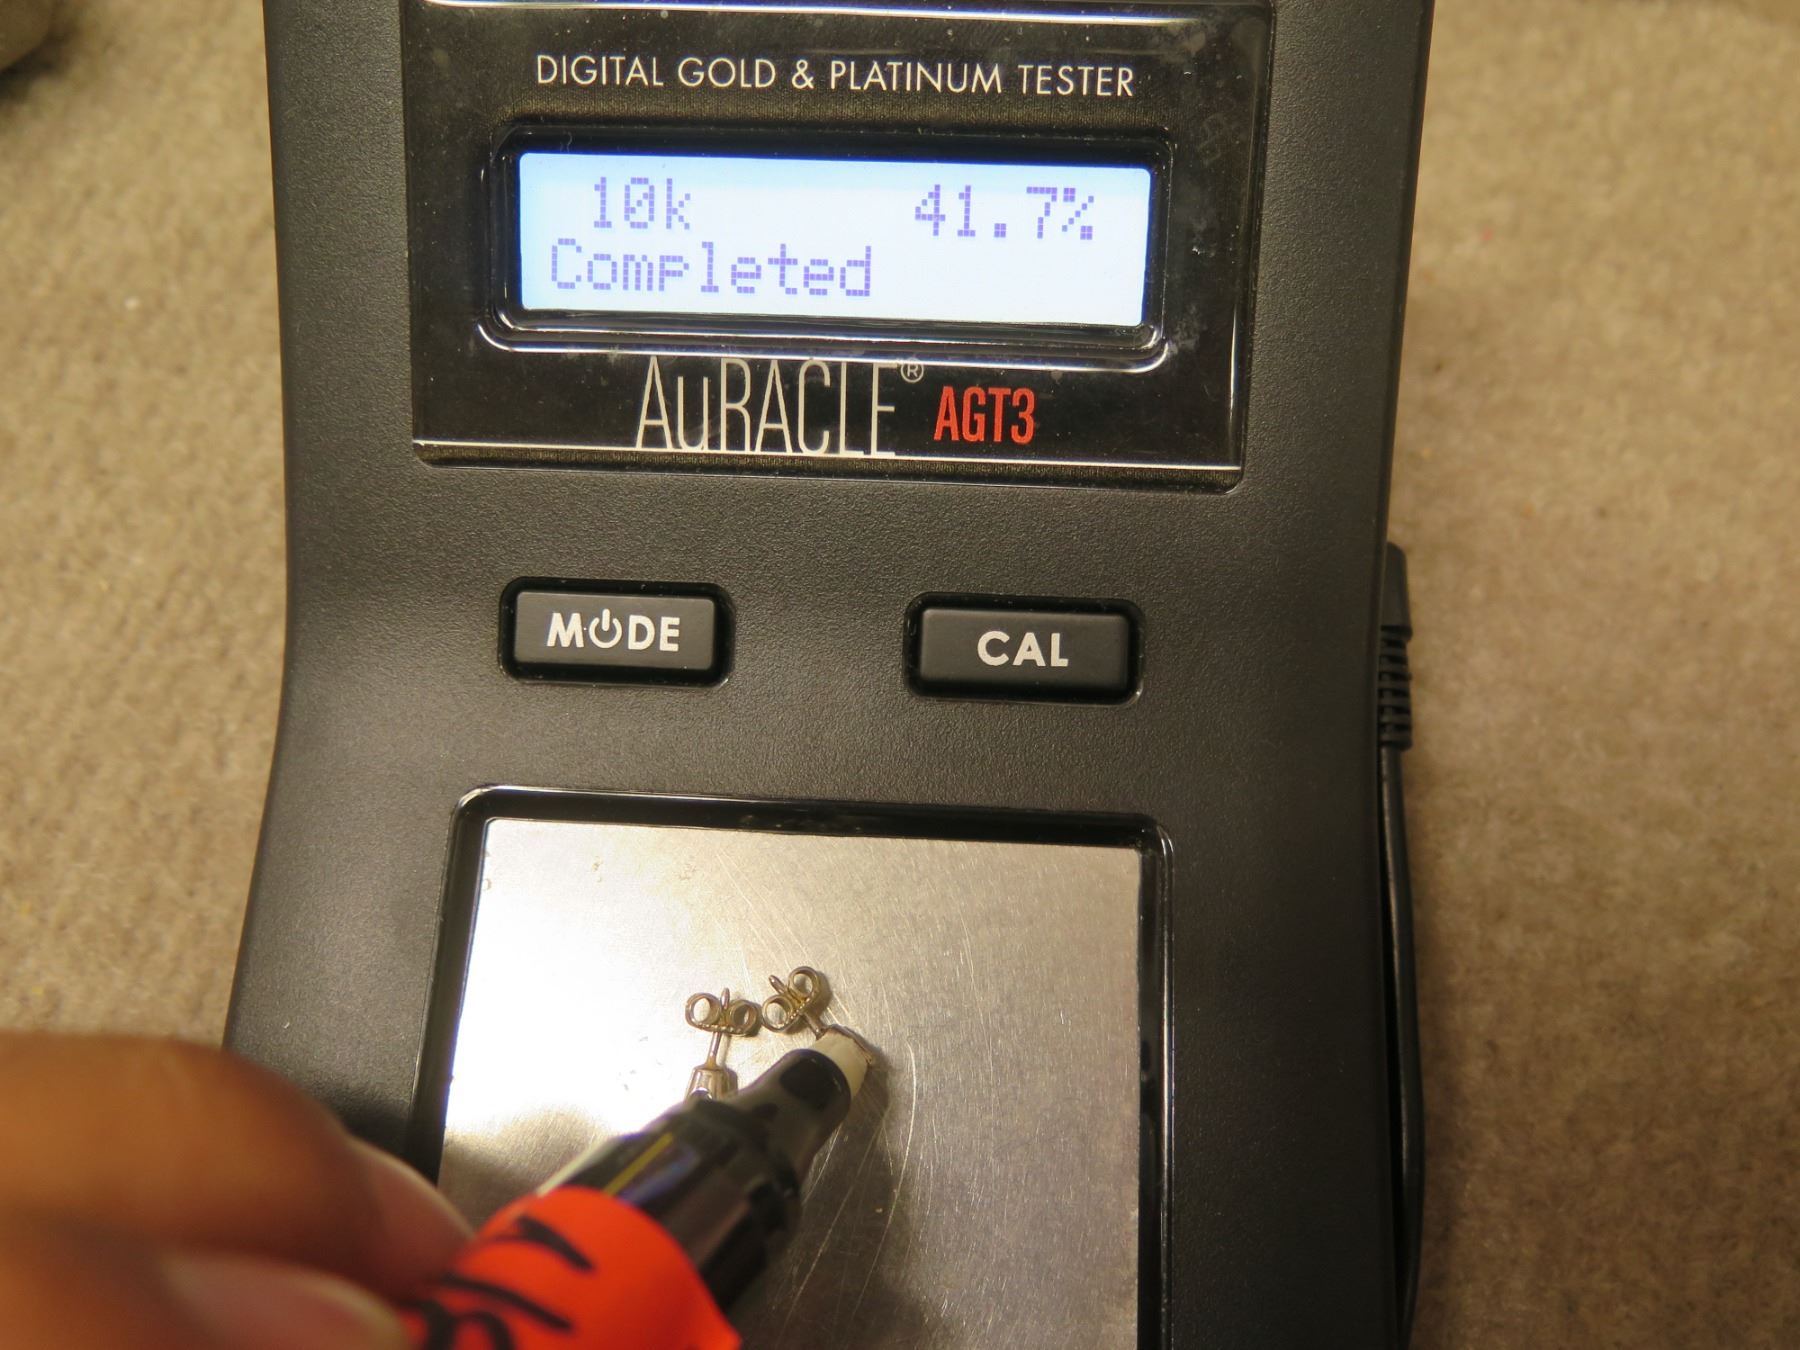 DIGITAL GOLD & PLATINUM TESTER
10k 41.7%
Completed
AuRACLE® AGT3
MODE
CAL